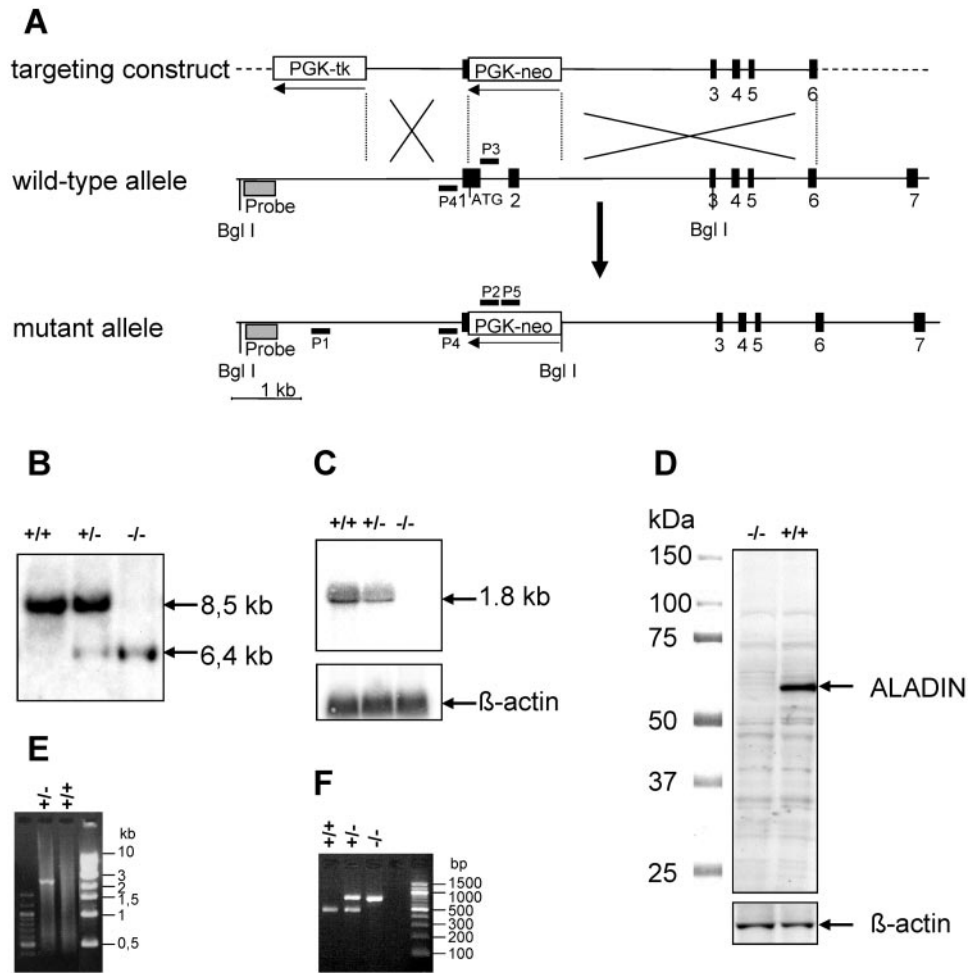 A
targeting construct
PGK-tk
PGK-neo
3 4 5 6
P3
wild-type allele
Probe
P4
1
ATG
2
3 4 5 6 7
Bgl I
Bgl I
P2 P5
mutant allele
PGK-neo
Probe
P1
P4
3 4 5 6 7
Bgl I
Bgl I
1 kb
B
+/+ +/- -/-
8,5 kb
6,4 kb
C
+/+ +/- -/-
1.8 kb
ß-actin
D
kDa
-/- +/+
150
100
75
50
37
25
ALADIN
ß-actin
E
+/- +/+
kb
10
3
2
1,5
1
0,5
F
+/+ +/- -/-
bp
1500
1000
500
300
200
100